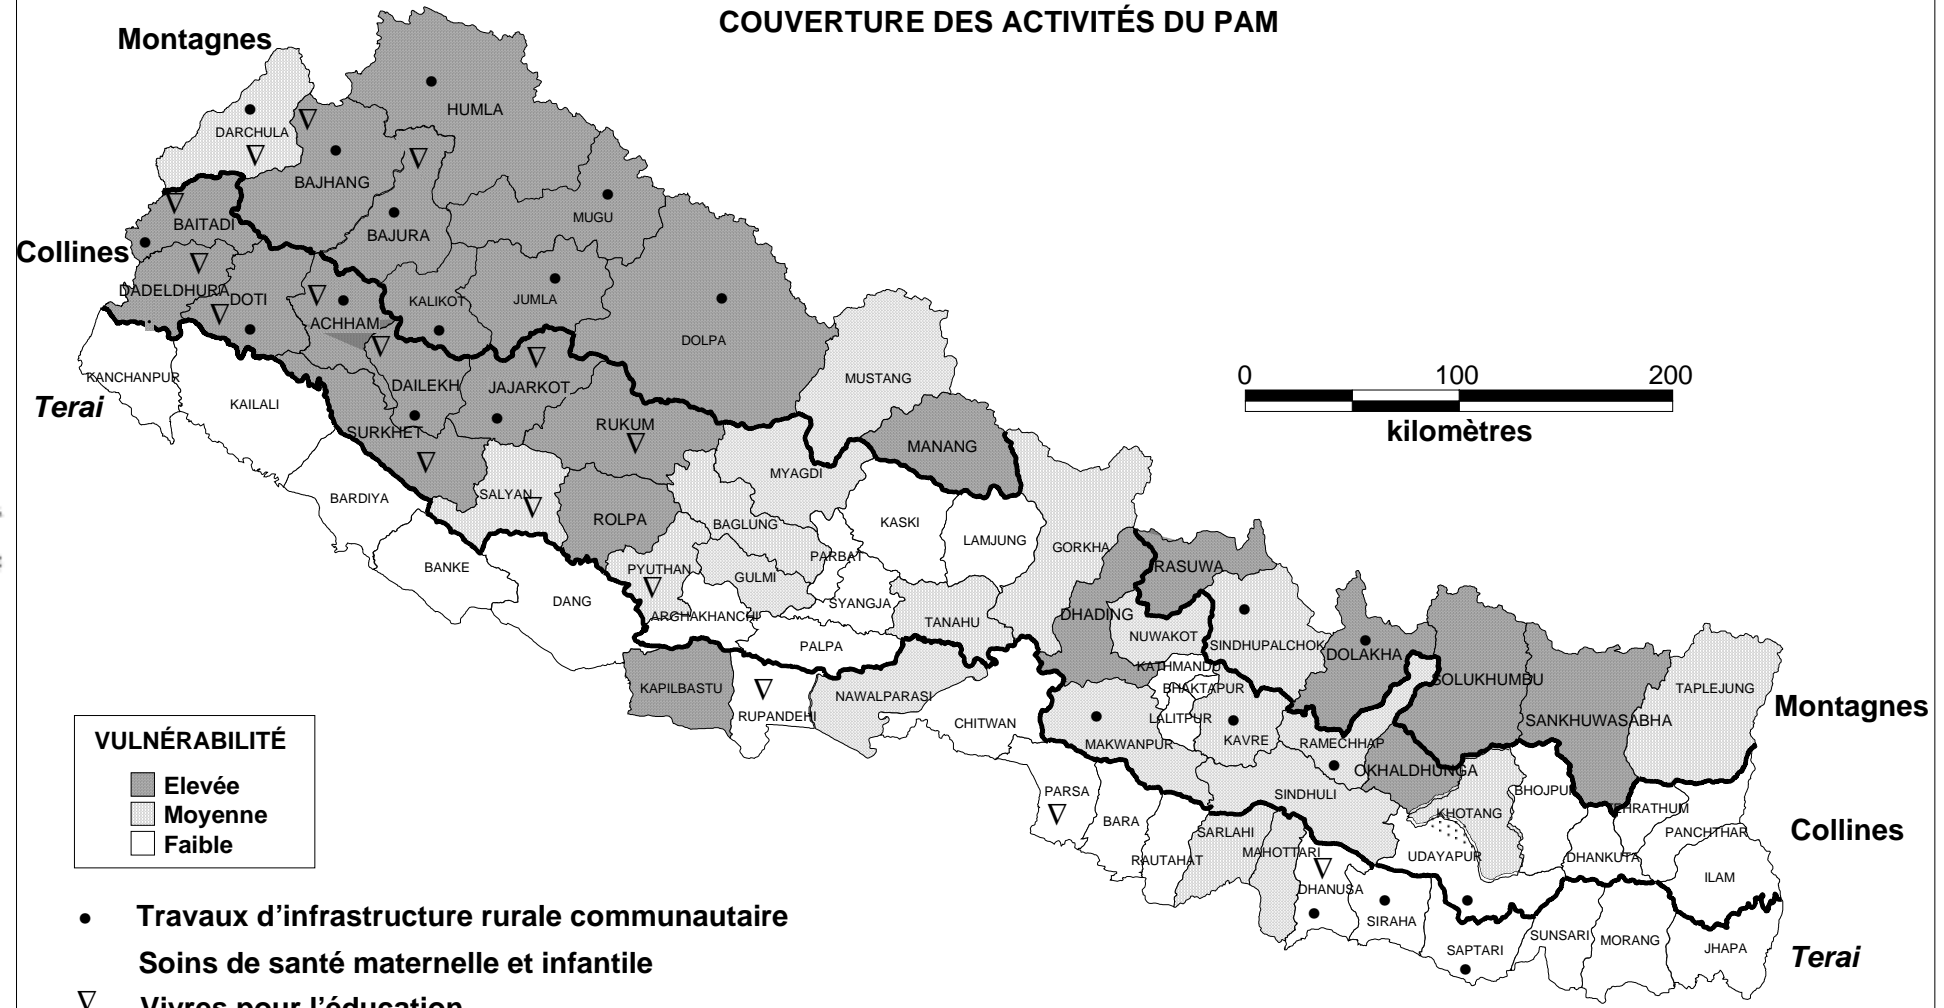 COUVERTURE DES ACTIVITÉS DU PAM
Montagnes
HUMLA
DARCHULA
BAJHANG
MUGU
BAITADI
BAJURA
Collines
DADELDHURA
DOTI
KALIKOT
JUMLA
ACHHAM
DOLPA
KANCHANPUR
MUSTANG
0 100 200
kilomètres
DAILEKH
JAJARKOT
Terai
KAILALI
SURKHET
RUKUM
MANANG
MYAGDI
BARDIYA
SALYAN
ROLPA
BAGLUNG
KASKI
LAMJUNG
GORKHA
PARBAT
RASUWA
BANKE
PYUTHAN
GULMI
DANG
SYANGJA
ARGHAKHANCHI
TANAHU
DHADING
NUWAKOT
SINDHUPALCHOK
PALPA
DOLAKHA
KATHMANDU
SOLUKHUMBU
KAPILBASTU
NAWALPARASI
BHAKTAPUR
TAPLEJUNG
RUPANDEHI
CHITWAN
LALITPUR
SANKHUWASABHA
Montagnes
MAKWANPUR
KAVRE
RAMECHHAP
OKHALDHUNGA
VULNÉRABILITÉ
Elevée
Moyenne
Faible
PARSA
SINDHULI
BHOJPUR
BARA
KHOTANG
TEHRATHUM
SARLAHI
PANCHTHAR
Collines
RAUTAHAT
MAHOTTARI
UDAYAPUR
DHANKUTA
ILAM
DHANUSA
SIRAHA
SUNSARI
MORANG
JHAPA
SAPTARI
Terai
Travaux d’infrastructure rurale communautaire
Soins de santé maternelle et infantile
Vivres pour l’éducation